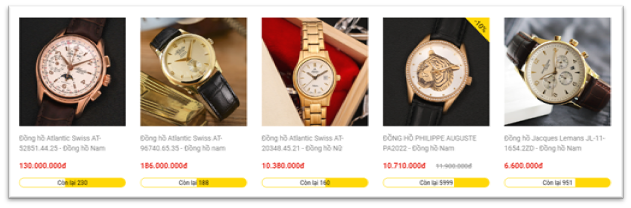 -10%
Đồng hồ Atlantic Swiss AT-
52851.44.25 - Đồng hồ Nam
130.000.000đ
Còn lại 230
Đồng hồ Atlantic Swiss AT-
96740.65.35 - Đồng hồ nam
186.000.000đ
Còn lại 188
Đồng hồ Atlantic Swiss AT-
20348.45.21 - Đồng hồ Nữ
10.380.000đ
Còn lại 160
ĐỒNG HỒ PHILIPPE AUGUSTE
PA2022 - Đồng hồ Nam
10.710.000đ 11.900.000đ
Còn lại 5999
Đồng hồ Jacques Lemans JL-11-
1654.2ZD - Đồng hồ Nam
6.600.000đ
Còn lại 951